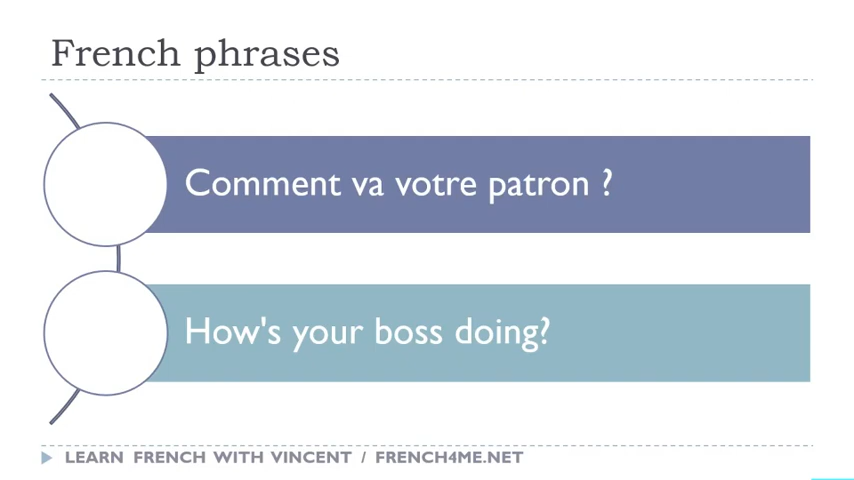 French phrases
Comment va votre patron ?
How's your boss doing?
LEARN FRENCH WITH VINCENT / FRENCH4ME.NET